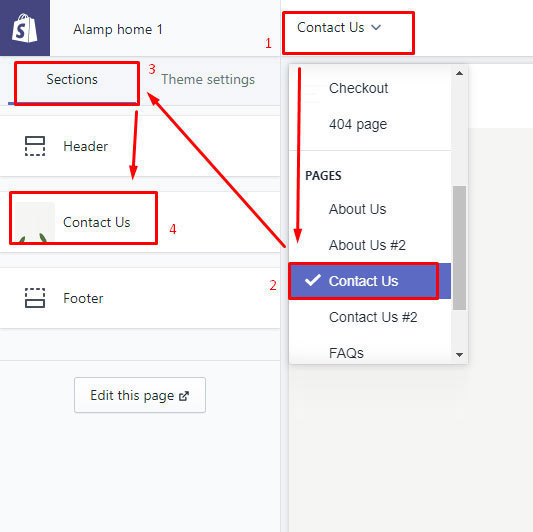 Alamp home 1
1
Contact Us
Sections
3
Theme settings
Header
Contact Us
4
Footer
Edit this page
Checkout
404 page
PAGES
About Us
About Us #2
2
Contact Us
Contact Us #2
FAQs